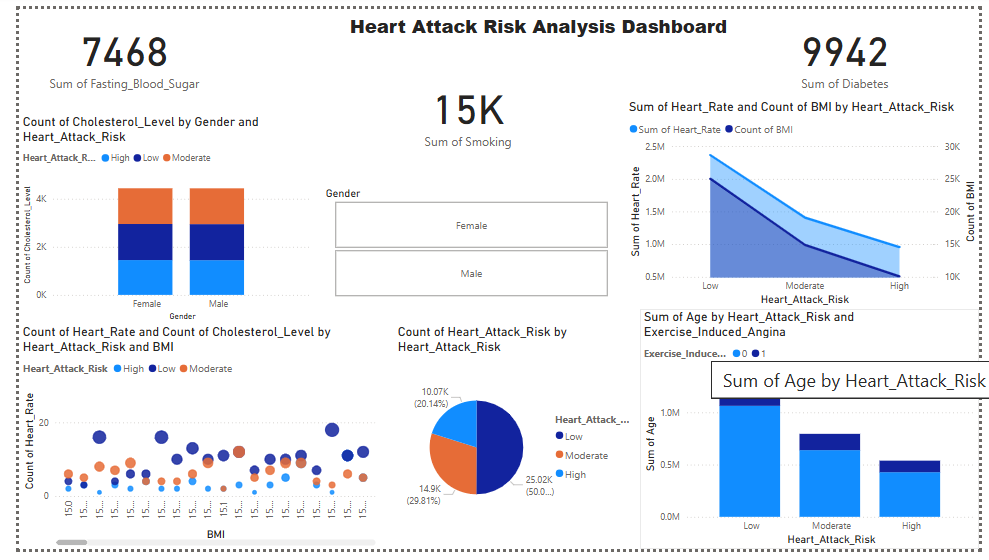 Heart Attack Risk Analysis Dashboard
7468
Sum of Fasting_Blood_Sugar
15K
Sum of Smoking
9942
Sum of Diabetes
Count of Cholesterol_Level by Gender and
Heart_Attack_Risk
Heart_Attack_R... High Low Moderate
Count of Cholesterol_Level
4K
2K
0K
Female Male
Gender
Gender
Female
Male
Sum of Heart_Rate and Count of BMI by Heart_Attack_Risk
Sum of Heart_Rate Count of BMI
Sum of Heart_Rate
2.5M
2.0M
1.5M
1.0M
0.5M
30K
25K
20K
15K
10K
Count of BMI
Low Moderate High
Heart_Attack_Risk
Count of Heart_Rate and Count of Cholesterol_Level by
Heart_Attack_Risk and BMI
Heart_Attack_Risk High Low Moderate
Count of Heart_Rate
20
0
15.0 15... 15... 15... 15... 15... 15... 15... 15... 15... 15.1 15... 15... 15... 15... 15... 15... 15... 15... 15...
BMI
Count of Heart_Attack_Risk by
Heart_Attack_Risk
10.07K
(20.14%)
14.9K
(29.81%)
25.02K
(50.0...)
Heart_Attack_...
Low
Moderate
High
Sum of Age by Heart_Attack_Risk and
Exercise_Induced_Angina
Exercise_Induce... 0 1
Sum of Age by Heart_Attack_Risk
Sum of Age
1.0M
0.5M
0.0M
Low Moderate High
Heart_Attack_Risk